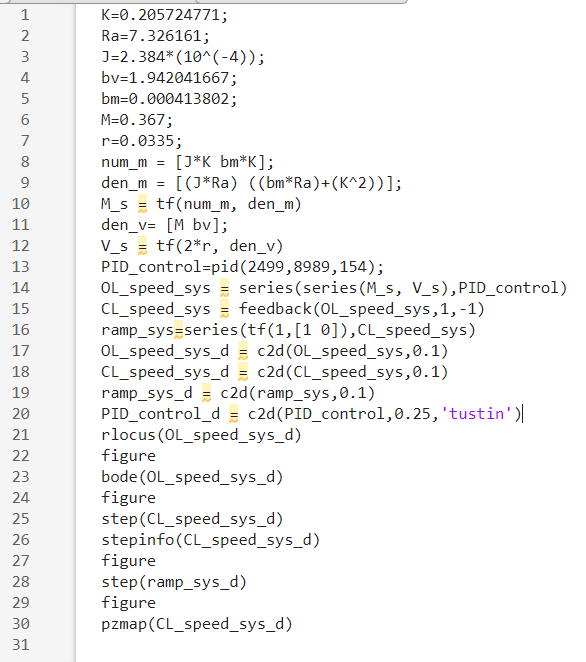 1 K=0.205724771;
2 Ra=7.326161;
3 J=2.384*(10^(-4));
4 bv=1.942041667;
5 bm=0.000413802;
6 M=0.367;
7 r=0.0335;
8 num_m = [J*K bm*K];
9 den_m = [(J*Ra) ((bm*Ra)+(K^2))];
10 M_s = tf(num_m, den_m)
11 den_v= [M bv];
12 V_s = tf(2*r, den_v)
13 PID_control=pid(2499,8989,154);
14 OL_speed_sys = series(series(M_s, V_s),PID_control)
15 CL_speed_sys = feedback(OL_speed_sys,1,-1)
16 ramp_sys=series(tf(1,[1 0]),CL_speed_sys)
17 OL_speed_sys_d = c2d(OL_speed_sys,0.1)
18 CL_speed_sys_d = c2d(CL_speed_sys,0.1)
19 ramp_sys_d = c2d(ramp_sys,0.1)
20 PID_control_d = c2d(PID_control,0.25,'tustin')
21 rlocus(OL_speed_sys_d)
22 figure
23 bode(OL_speed_sys_d)
24 figure
25 step(CL_speed_sys_d)
26 stepinfo(CL_speed_sys_d)
27 figure
28 step(ramp_sys_d)
29 figure
30 pzmap(CL_speed_sys_d)
31